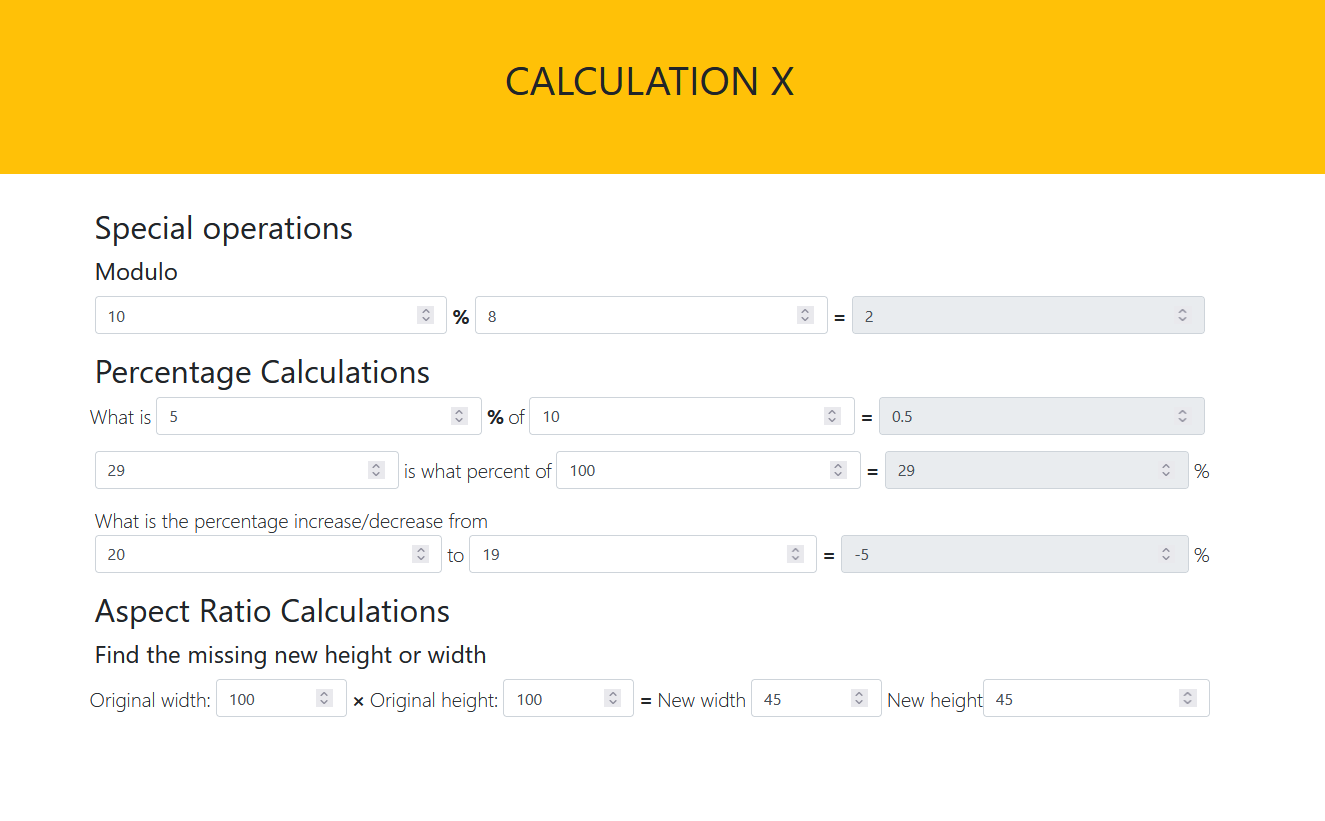 CALCULATION X
Special operations
Modulo
10 % 8 = 2
Percentage Calculations
What is 5 % of 10 = 0.5
29 is what percent of 100 = 29 %
What is the percentage increase/decrease from
20 to 19 = -5 %
Aspect Ratio Calculations
Find the missing new height or width
Original width: 100 × Original height: 100 = New width 45 New height 45